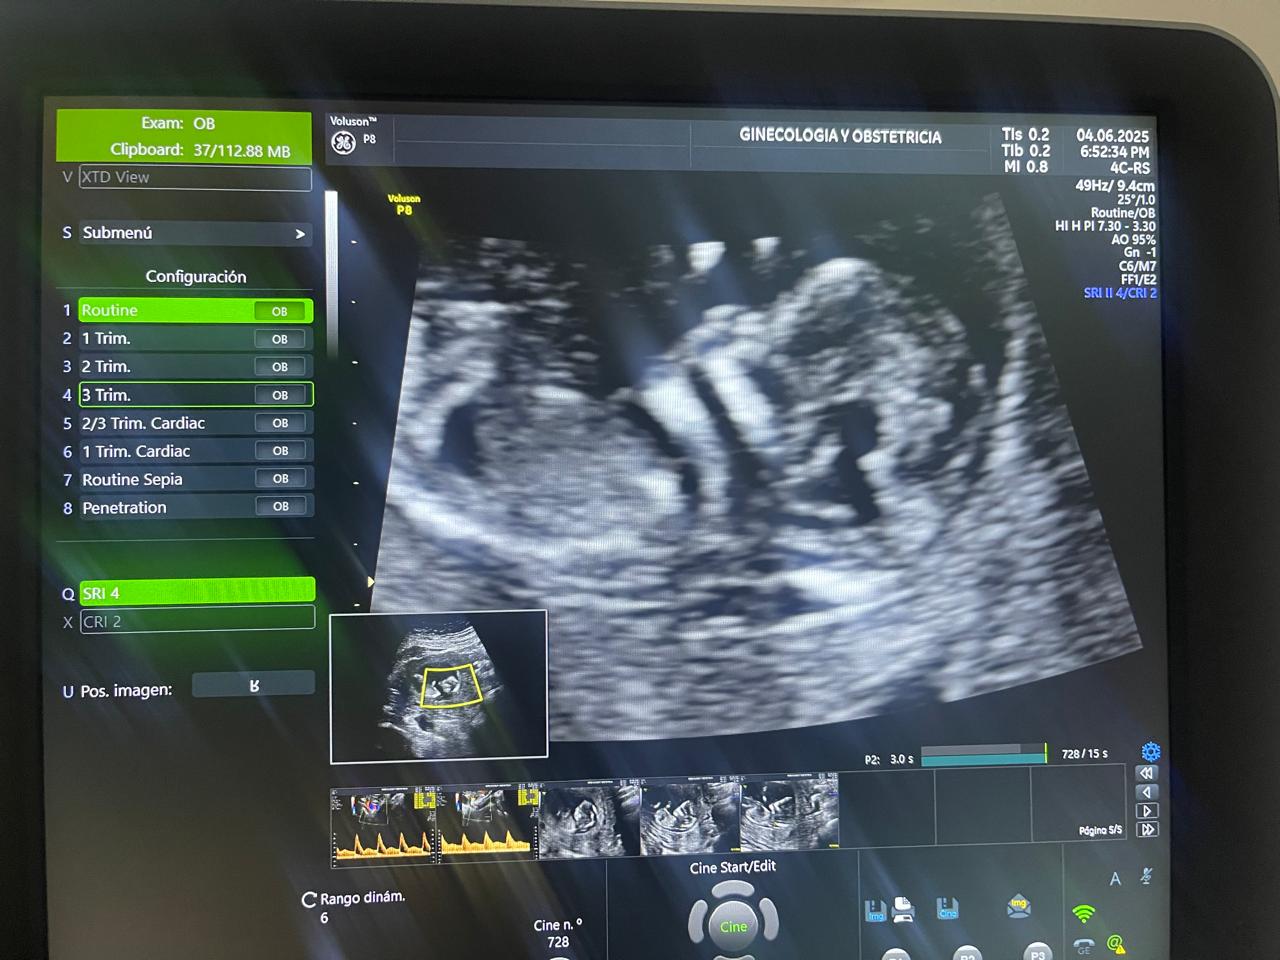 Exam: OB
Clipboard: 37/112.88 MB
V XTD View
S Submenú >
Configuración
1 Routine OB
2 1 Trim. OB
3 2 Trim. OB
4 3 Trim. OB
5 2/3 Trim. Cardiac OB
6 1 Trim. Cardiac OB
7 Routine Sepia OB
8 Penetration OB
Q SRI 4
X CRI 2
U Pos. imagen:
Voluson™
P8
GINECOLOGIA Y OBSTETRICIA
TIs 0.2
TIb 0.2
MI 0.8
04.06.2025
6:52:34 PM
4C-RS
49Hz/ 9.4cm
25°/1.0
Routine/OB
HI H PI 7.30 - 3.30
AO 95%
Gn -1
C6/M7
FF1/E2
SRI II 4/CRI 2
Voluson
P8
P2: 3.0 s
728 / 15 s
Página 5/5
Rango dinám.
6
Cine n. º
728
Cine Start/Edit
Cine
Img
Cine
Img
A
GE
P2
P3